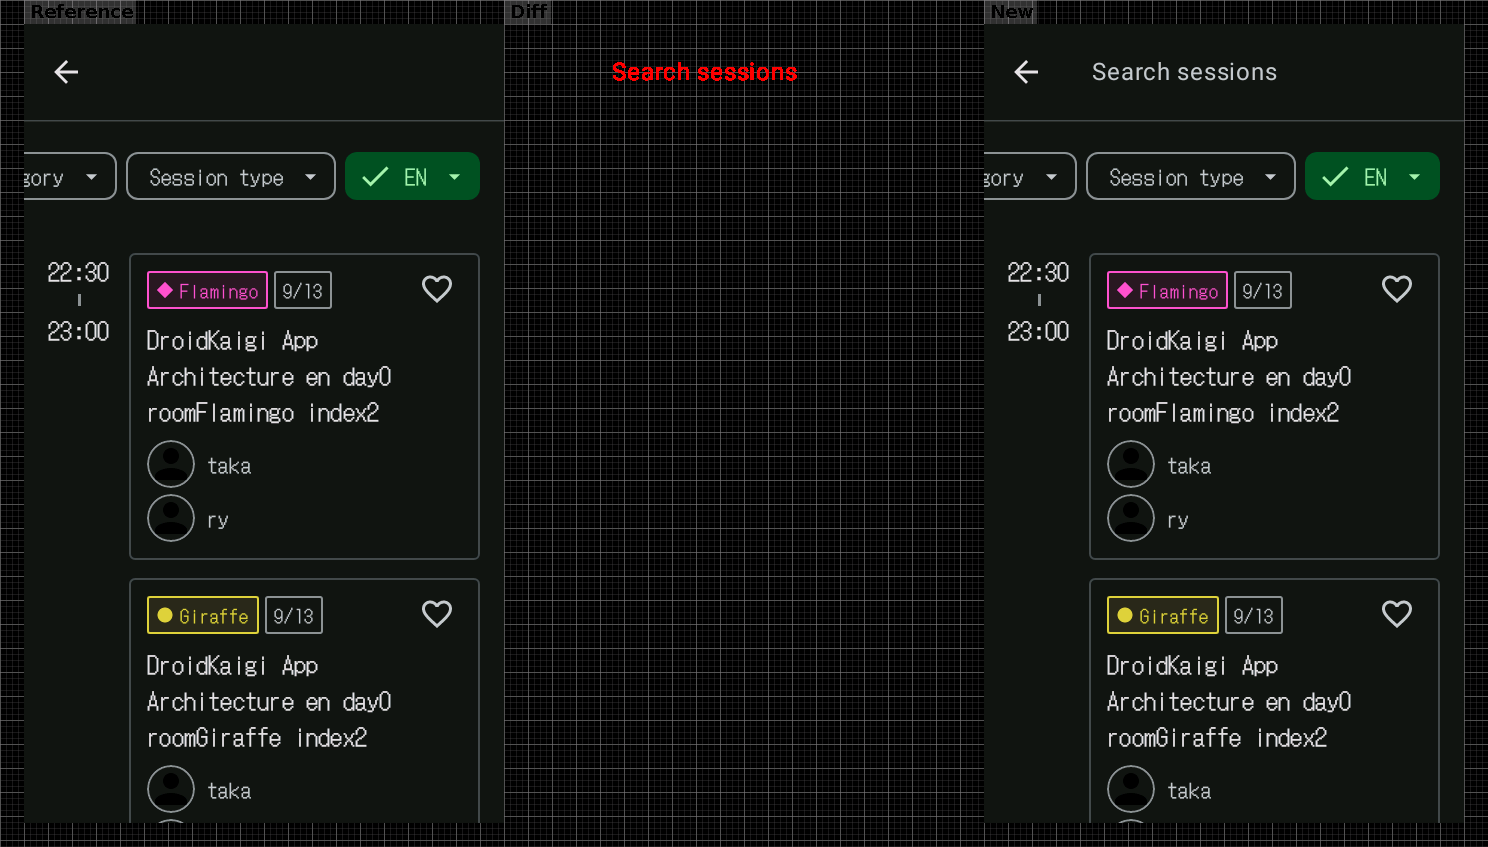 Reference
Diff
New
Search sessions
Search sessions
gory
Session type
EN
gory
Session type
EN
22:30
23:00
Flamingo
9/13
DroidKaigi App
Architecture en day0
roomFlamingo index2
taka
ry
Giraffe
9/13
DroidKaigi App
Architecture en day0
roomGiraffe index2
taka
22:30
23:00
Flamingo
9/13
DroidKaigi App
Architecture en day0
roomFlamingo index2
taka
ry
Giraffe
9/13
DroidKaigi App
Architecture en day0
roomGiraffe index2
taka